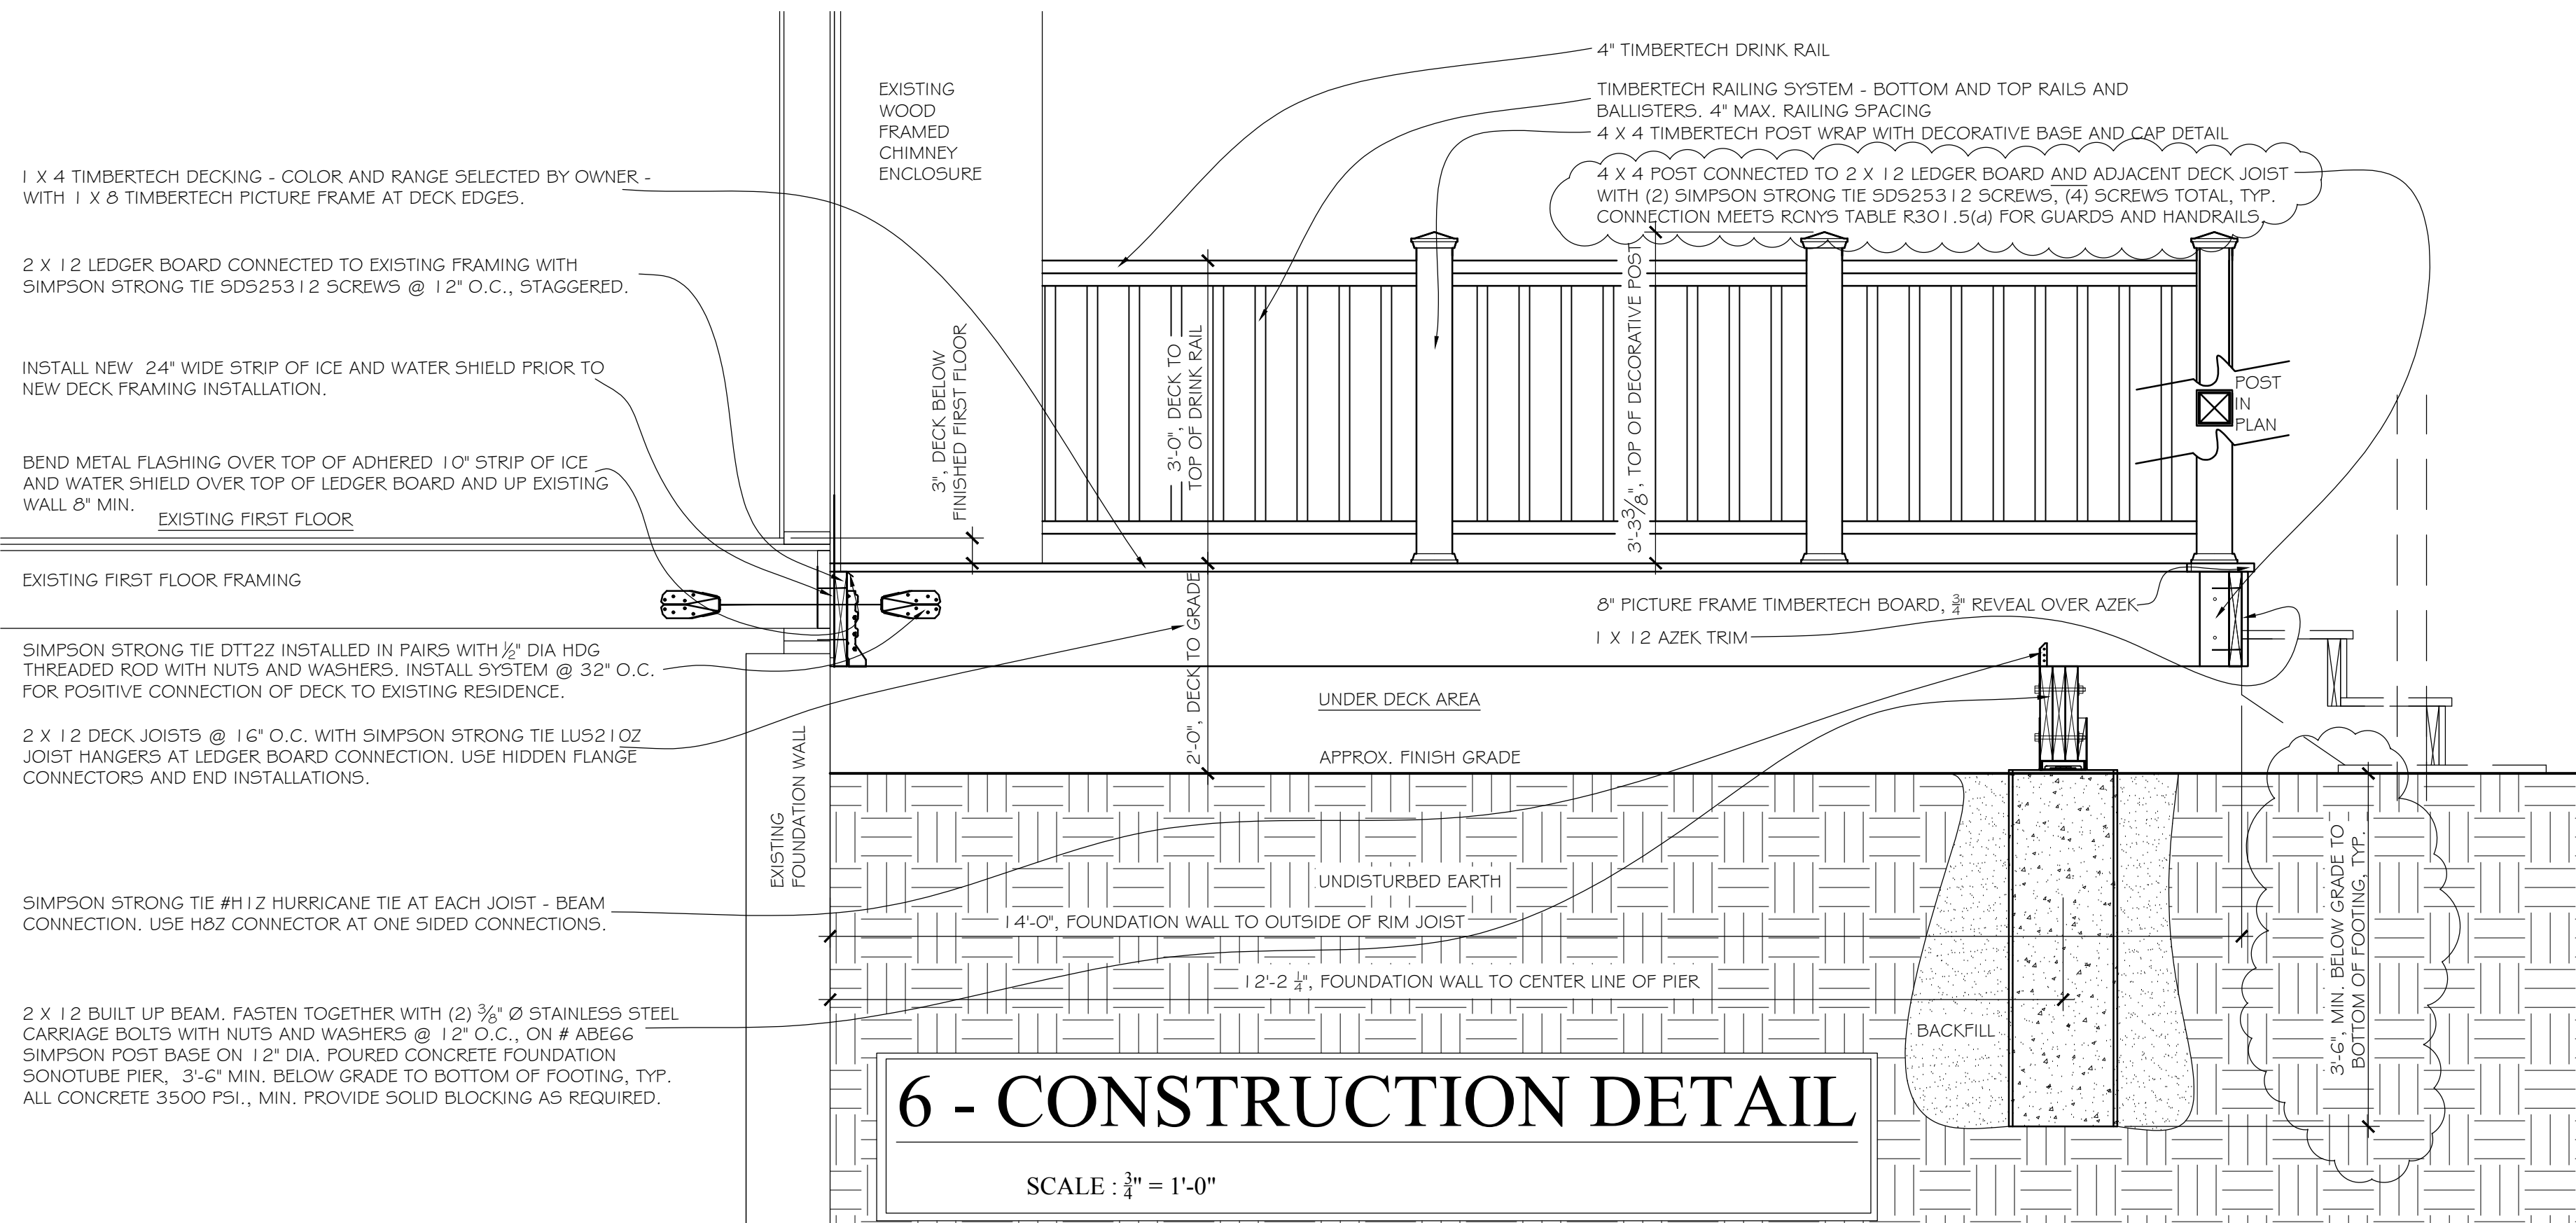 1 X 4 TIMBERTECH DECKING - COLOR AND RANGE SELECTED BY OWNER -
WITH 1 X 8 TIMBERTECH PICTURE FRAME AT DECK EDGES.
2 X 12 LEDGER BOARD CONNECTED TO EXISTING FRAMING WITH
SIMPSON STRONG TIE SDS25312 SCREWS @ 12" O.C., STAGGERED.
INSTALL NEW 24" WIDE STRIP OF ICE AND WATER SHIELD PRIOR TO
NEW DECK FRAMING INSTALLATION.
BEND METAL FLASHING OVER TOP OF ADHERED 10" STRIP OF ICE
AND WATER SHIELD OVER TOP OF LEDGER BOARD AND UP EXISTING
WALL 8" MIN.
EXISTING FIRST FLOOR
EXISTING FIRST FLOOR FRAMING
SIMPSON STRONG TIE DTT2Z INSTALLED IN PAIRS WITH ½" DIA HDG
THREADED ROD WITH NUTS AND WASHERS. INSTALL SYSTEM @ 32" O.C.
FOR POSITIVE CONNECTION OF DECK TO EXISTING RESIDENCE.
2 X 12 DECK JOISTS @ 16" O.C. WITH SIMPSON STRONG TIE LUS210Z
JOIST HANGERS AT LEDGER BOARD CONNECTION. USE HIDDEN FLANGE
CONNECTORS AND END INSTALLATIONS.
SIMPSON STRONG TIE #H1Z HURRICANE TIE AT EACH JOIST - BEAM
CONNECTION. USE H8Z CONNECTOR AT ONE SIDED CONNECTIONS.
2 X 12 BUILT UP BEAM. FASTEN TOGETHER WITH (2) ⅜" Ø STAINLESS STEEL
CARRIAGE BOLTS WITH NUTS AND WASHERS @ 12" O.C., ON # ABE66
SIMPSON POST BASE ON 12" DIA. POURED CONCRETE FOUNDATION
SONOTUBE PIER, 3'-6" MIN. BELOW GRADE TO BOTTOM OF FOOTING, TYP.
ALL CONCRETE 3500 PSI., MIN. PROVIDE SOLID BLOCKING AS REQUIRED.
EXISTING
WOOD
FRAMED
CHIMNEY
ENCLOSURE
4" TIMBERTECH DRINK RAIL
TIMBERTECH RAILING SYSTEM - BOTTOM AND TOP RAILS AND
BALLISTERS. 4" MAX. RAILING SPACING
4 X 4 TIMBERTECH POST WRAP WITH DECORATIVE BASE AND CAP DETAIL
4 X 4 POST CONNECTED TO 2 X 12 LEDGER BOARD AND ADJACENT DECK JOIST
WITH (2) SIMPSON STRONG TIE SDS25312 SCREWS, (4) SCREWS TOTAL, TYP.
CONNECTION MEETS RCNYS TABLE R301.5(d) FOR GUARDS AND HANDRAILS.
3", DECK BELOW
FINISHED FIRST FLOOR
3'-0", DECK TO
TOP OF DRINK RAIL
3'-3⅜", TOP OF DECORATIVE POST
POST
IN
PLAN
8" PICTURE FRAME TIMBERTECH BOARD, ¾" REVEAL OVER AZEK
1 X 12 AZEK TRIM
2'-0", DECK TO GRADE
UNDER DECK AREA
APPROX. FINISH GRADE
EXISTING
FOUNDATION WALL
UNDISTURBED EARTH
14'-0", FOUNDATION WALL TO OUTSIDE OF RIM JOIST
12'-2 ¼", FOUNDATION WALL TO CENTER LINE OF PIER
BACKFILL
3'-6", MIN. BELOW GRADE TO
BOTTOM OF FOOTING, TYP.
6 - CONSTRUCTION DETAIL
SCALE : ¾" = 1'-0"